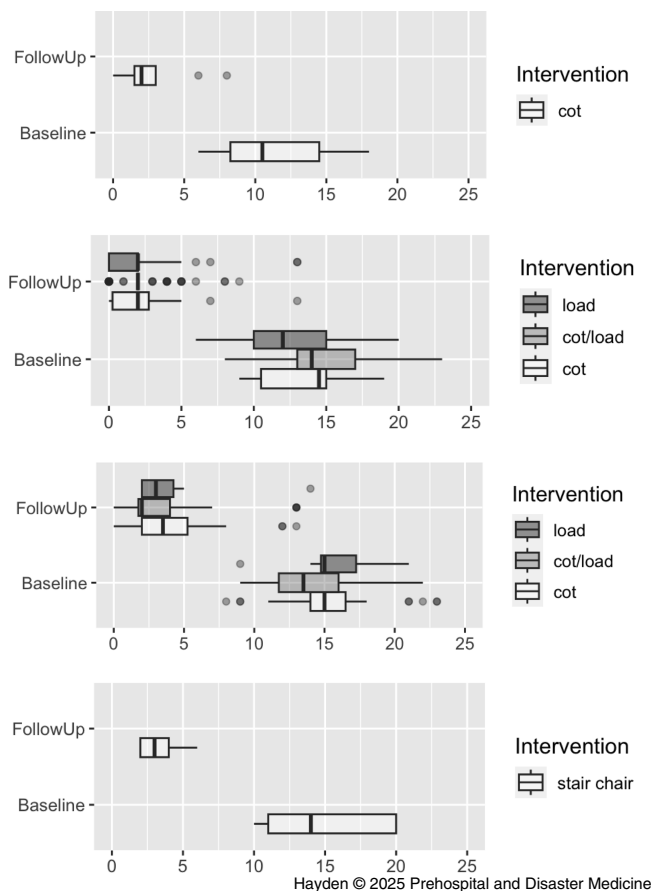 FollowUp
Baseline
0 5 10 15 20 25
Intervention
cot
FollowUp
Baseline
0 5 10 15 20 25
Intervention
load
cot/load
cot
FollowUp
Baseline
0 5 10 15 20 25
Intervention
load
cot/load
cot
FollowUp
Baseline
0 5 10 15 20 25
Intervention
stair chair
Hayden © 2025 Prehospital and Disaster Medicine